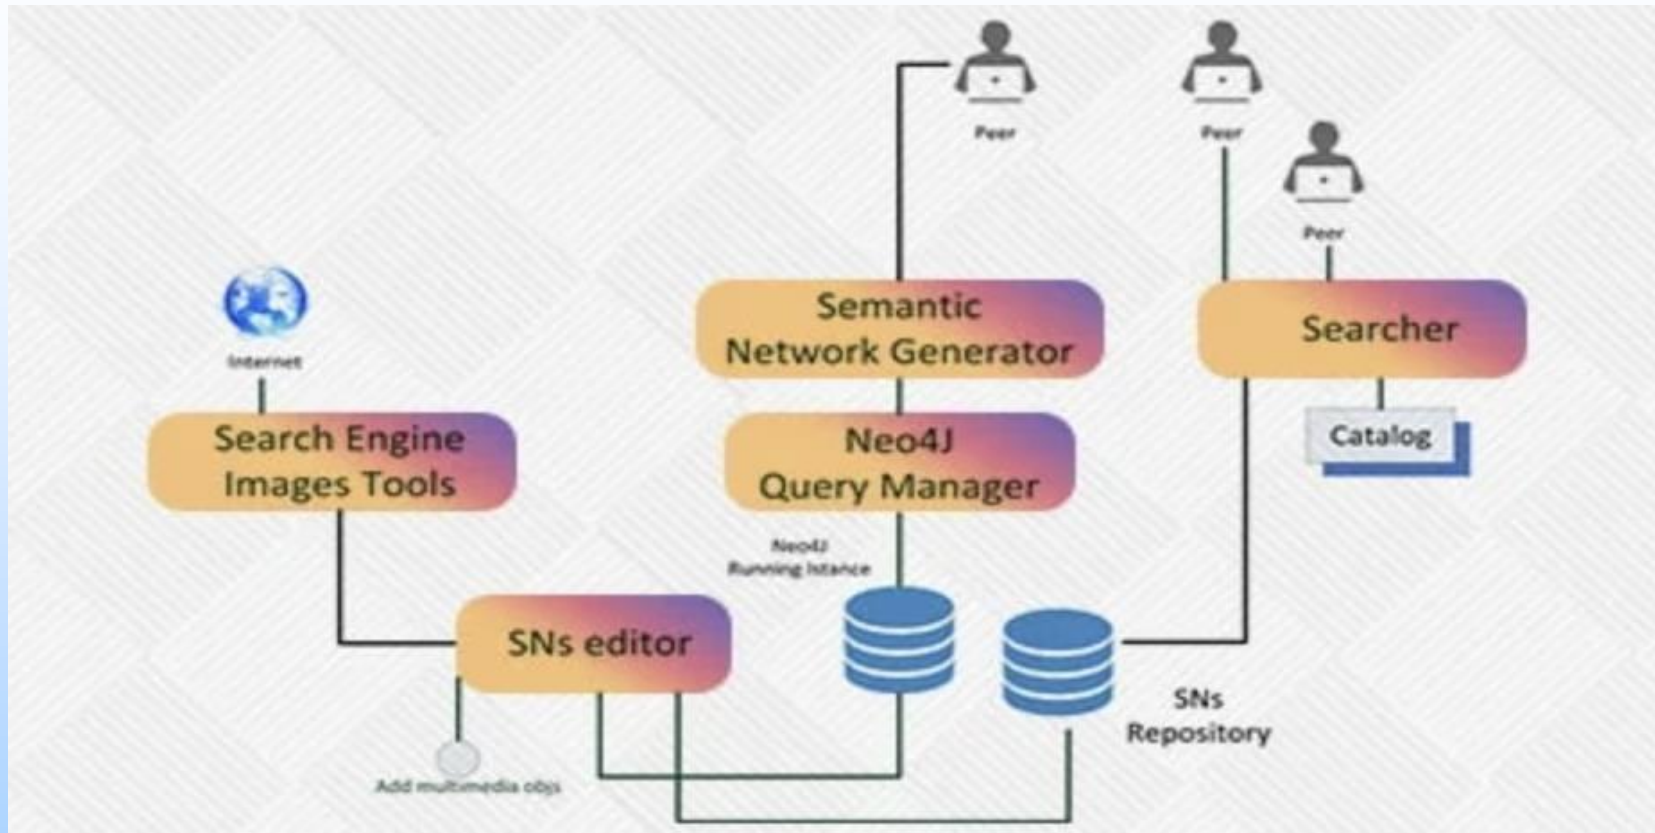 Peer
Peer
Peer
Internet
Semantic
Network Generator
Searcher
Search Engine
Images Tools
Neo4J
Query Manager
Catalog
Neo4J
Running Istance
SNs editor
SNs
Repository
Add multimedia objs